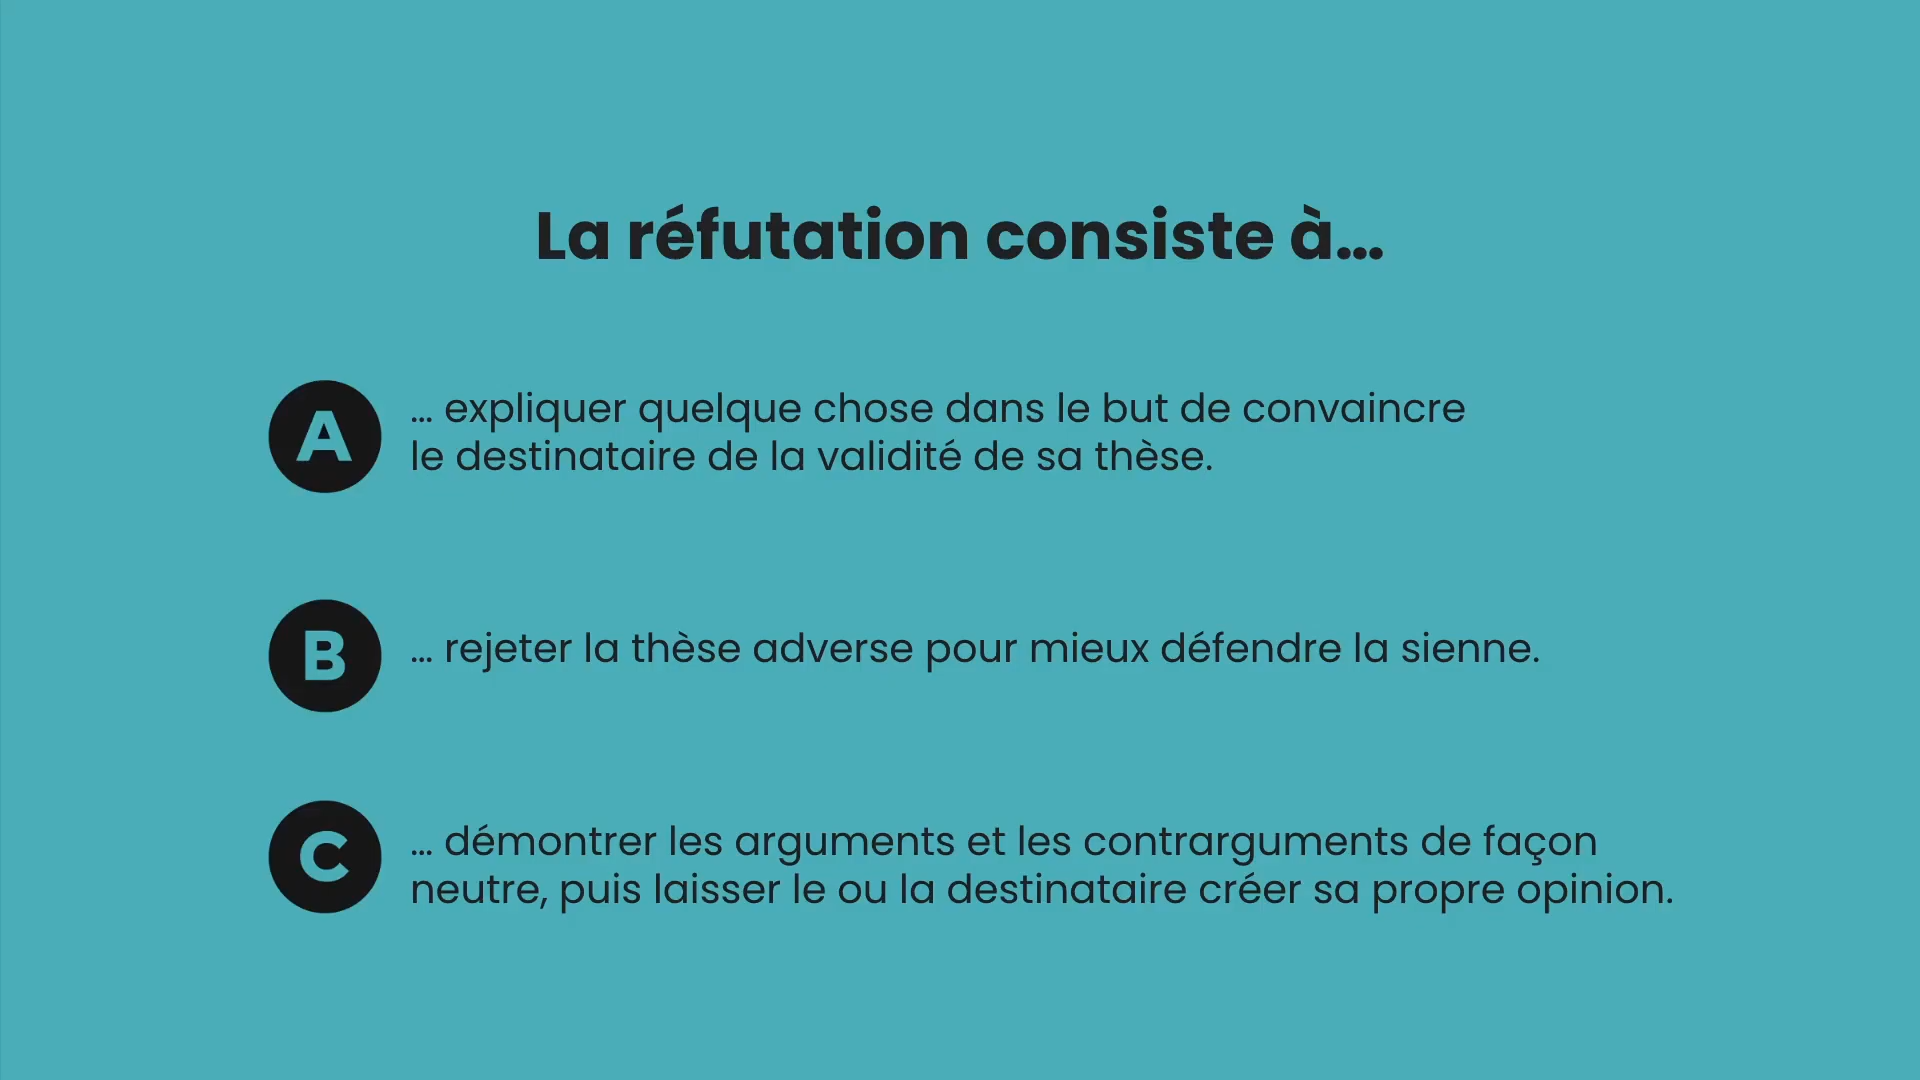 La réfutation consiste à...
A
... expliquer quelque chose dans le but de convaincre
le destinataire de la validité de sa thèse.
B
... rejeter la thèse adverse pour mieux défendre la sienne.
C
... démontrer les arguments et les contrarguments de façon
neutre, puis laisser le ou la destinataire créer sa propre opinion.